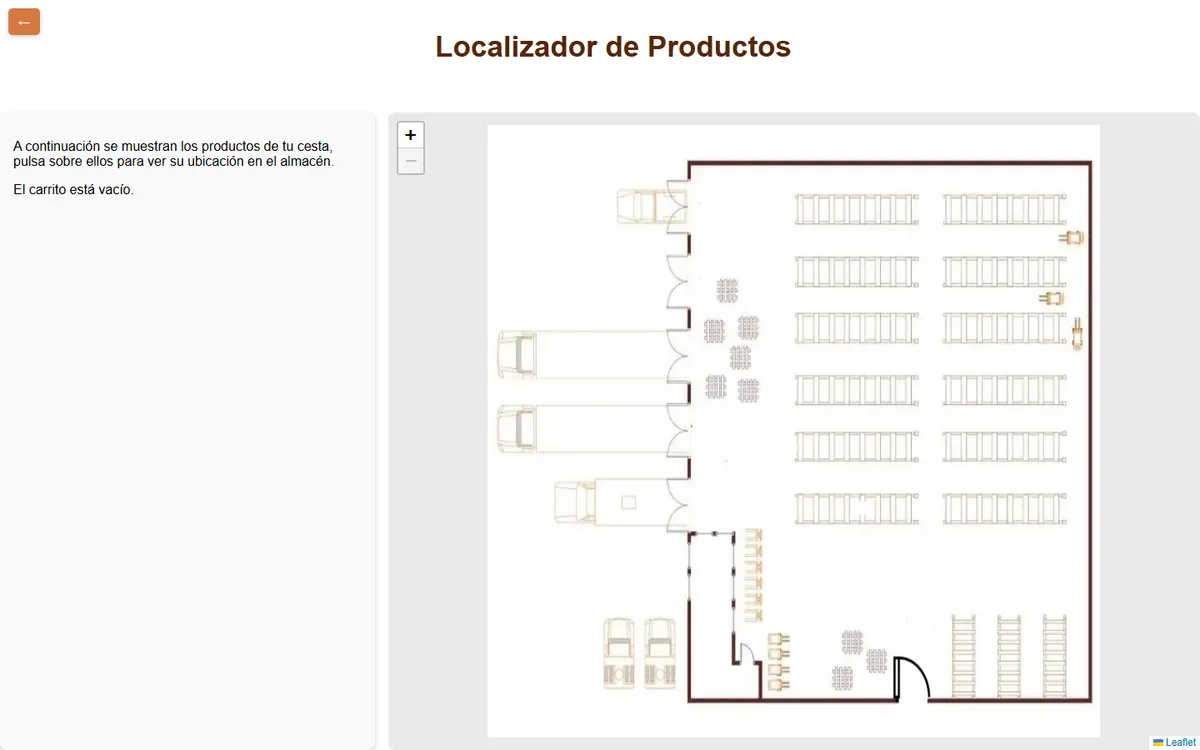 ←
Localizador de Productos
A continuación se muestran los productos de tu cesta,
pulsa sobre ellos para ver su ubicación en el almacén.
El carrito está vacío.
+
−
Leaflet